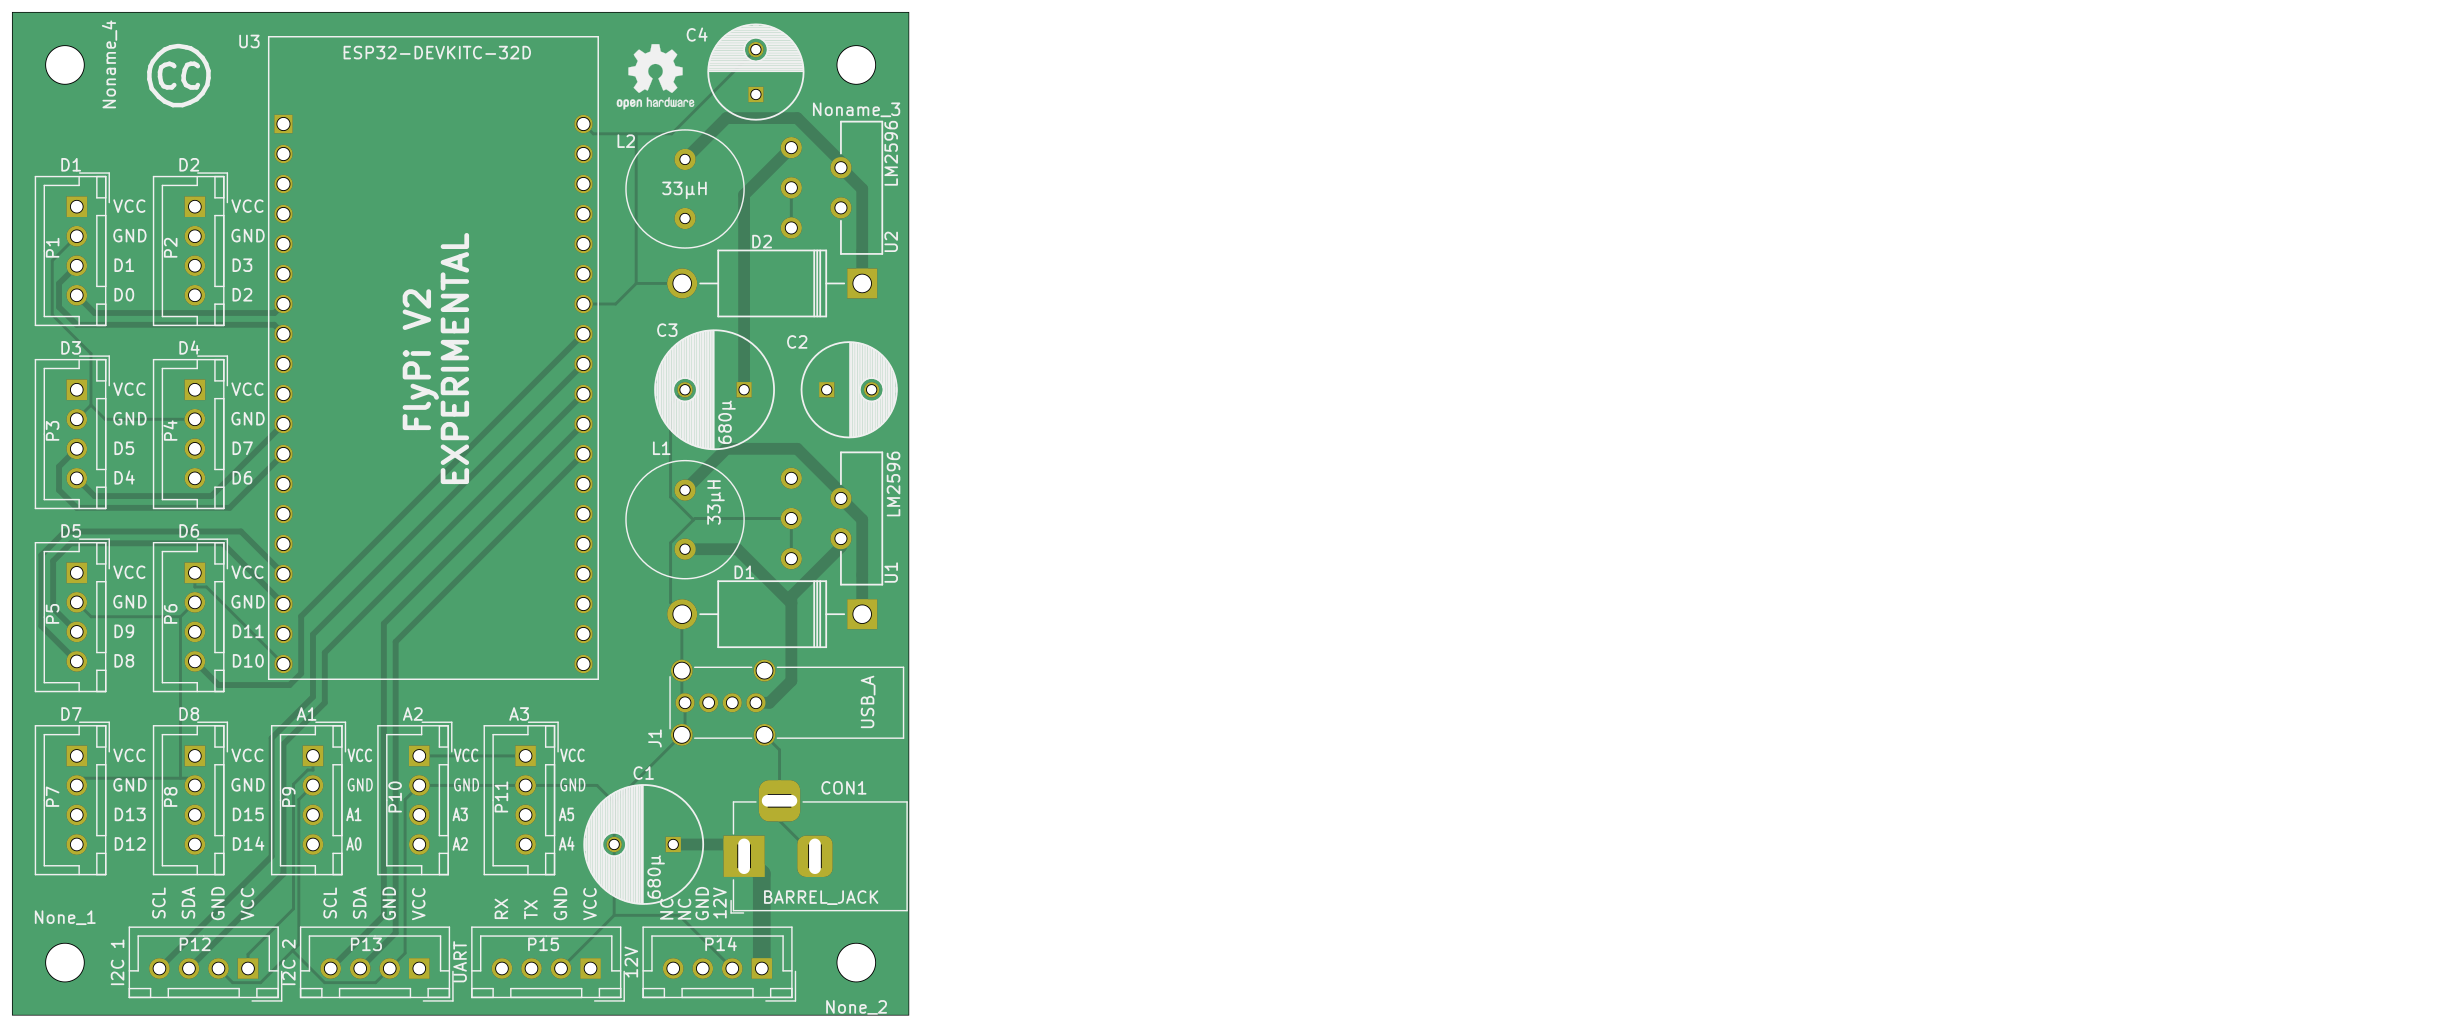 Noname_4
CC
U3
ESP32-DEVKITC-32D
open hardware
C4
Noname_3
L2
33µH
LM2596
U2
D2
D1
P1
VCC
GND
D1
D0
D2
P2
VCC
GND
D3
D2
FlyPi V2
EXPERIMENTAL
C3
680µ
C2
D3
P3
VCC
GND
D5
D4
D4
P4
VCC
GND
D7
D6
L1
33µH
LM2596
U1
D1
D5
P5
VCC
GND
D9
D8
D6
P6
VCC
GND
D11
D10
USB_A
J1
D7
P7
VCC
GND
D13
D12
D8
P8
VCC
GND
D15
D14
A1
P9
VCC
GND
A1
A0
A2
P10
VCC
GND
A3
A2
A3
P11
VCC
GND
A5
A4
C1
680µ
CON1
BARREL_JACK
None_1
SCL
SDA
GND
VCC
P12
I2C 1
SCL
SDA
GND
VCC
P13
I2C 2
RX
TX
GND
VCC
P15
UART
NC
NC
GND
12V
P14
12V
None_2